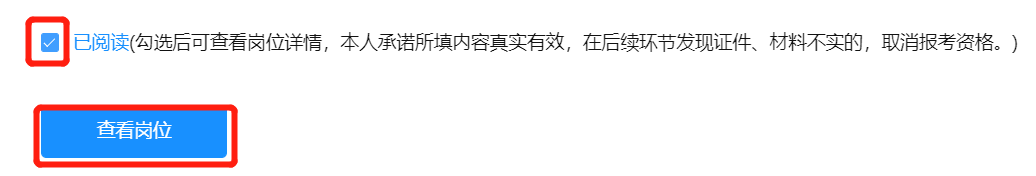 已阅读(勾选后可查看岗位详情，本人承诺所填内容真实有效，在后续环节发现证件、材料不实的，取消报考资格。)
查看岗位